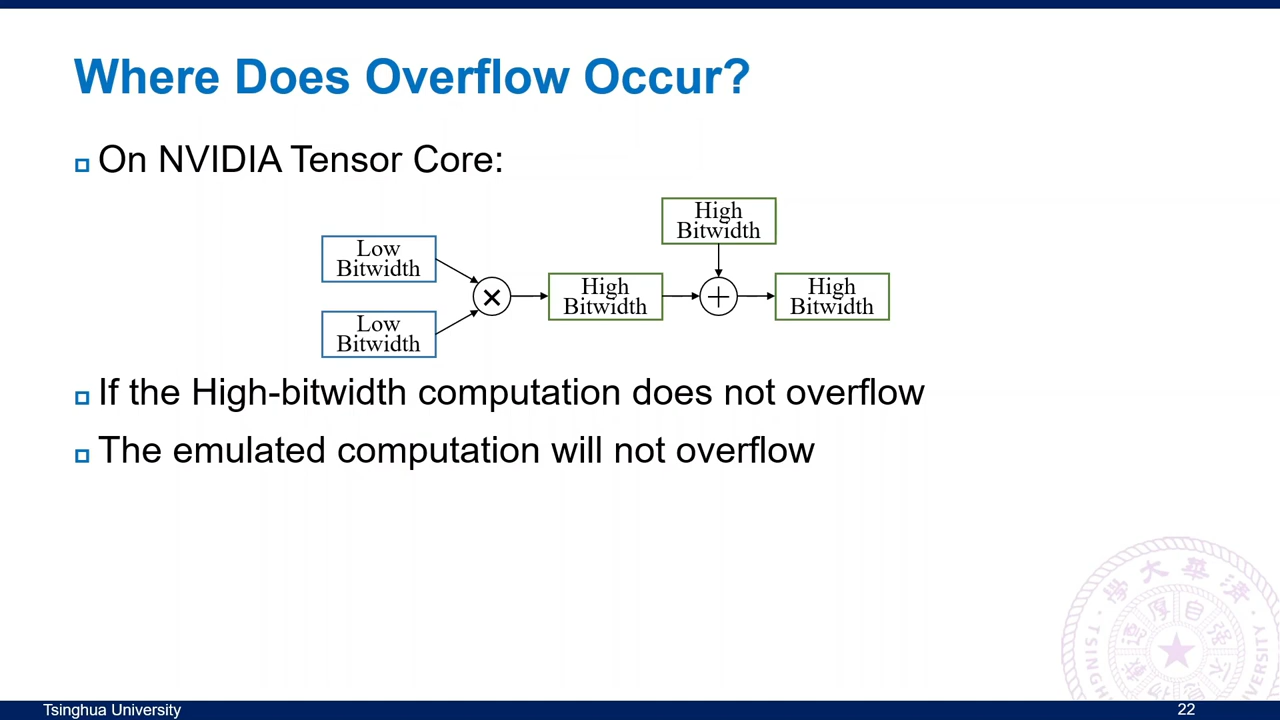 Where Does Overflow Occur?
On NVIDIA Tensor Core:
High
Bitwidth
Low
Bitwidth
High
Bitwidth
High
Bitwidth
Low
Bitwidth
If the High-bitwidth computation does not overflow
The emulated computation will not overflow
Tsinghua University
22